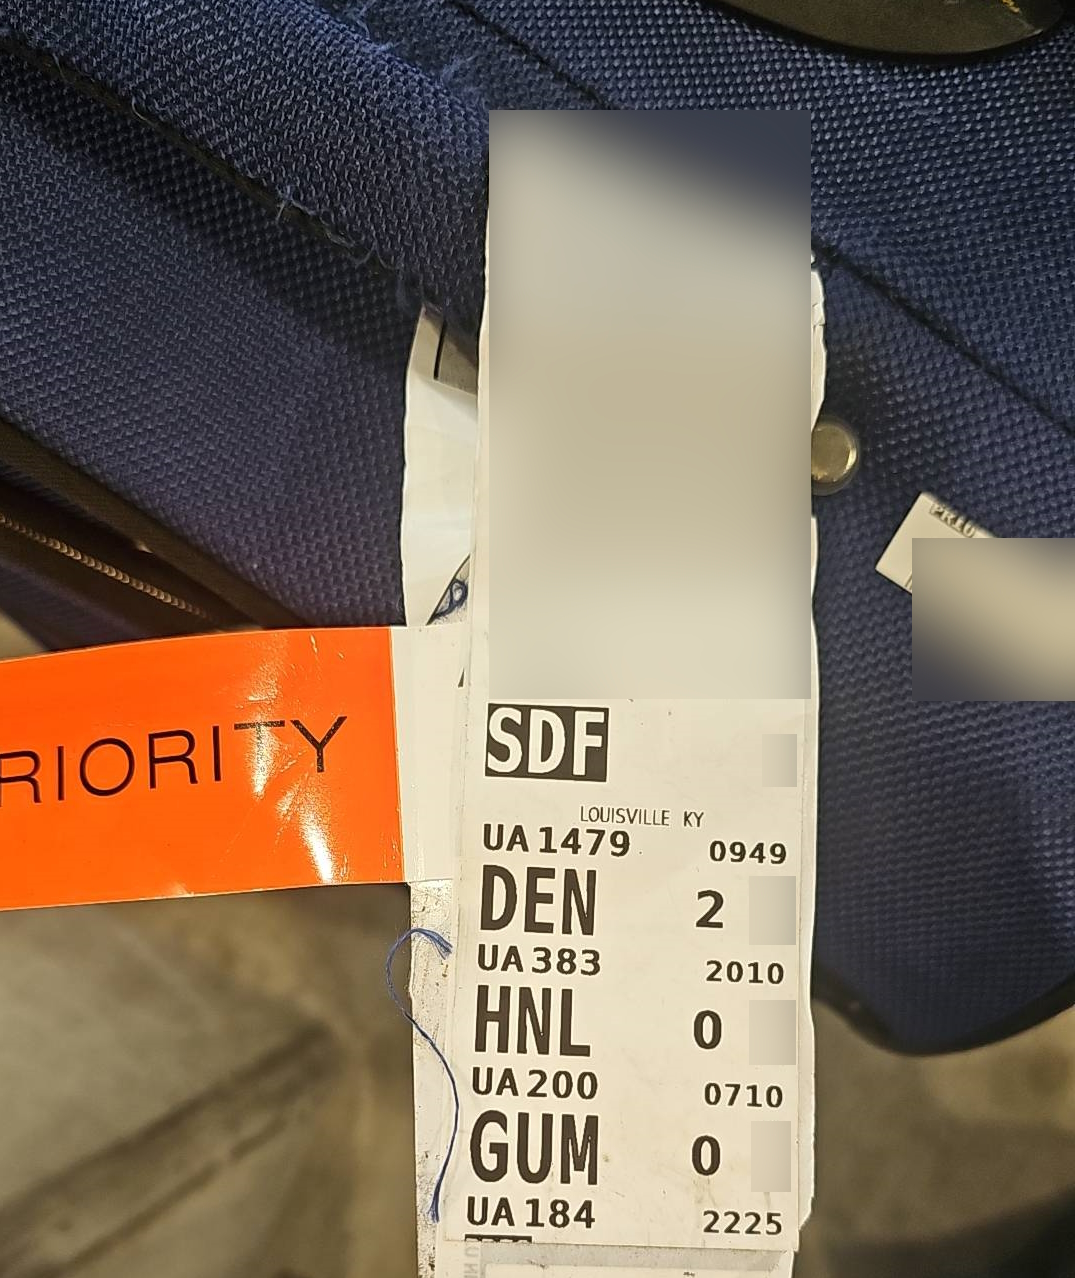 PRIO
RIORITY
SDF
LOUISVILLE KY
UA 1479 0949
DEN 2
UA 383 2010
HNL 0
UA 200 0710
GUM 0
UA 184 2225